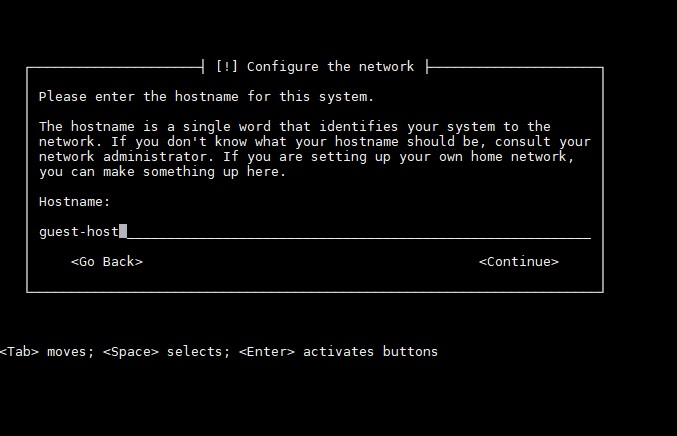 [!] Configure the network
Please enter the hostname for this system.
The hostname is a single word that identifies your system to the
network. If you don't know what your hostname should be, consult your
network administrator. If you are setting up your own home network,
you can make something up here.
Hostname:
guest-host
<Go Back> <Continue>
<Tab> moves; <Space> selects; <Enter> activates buttons